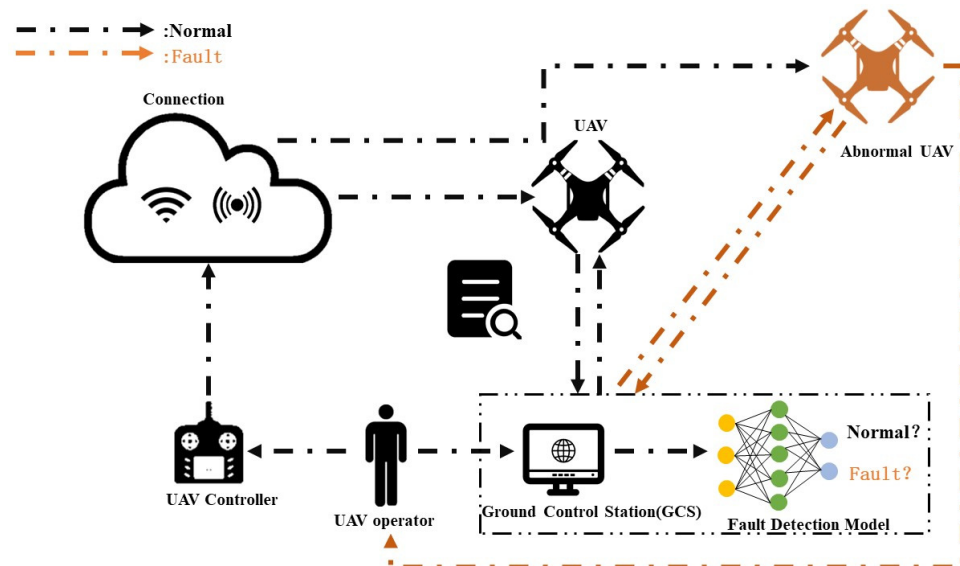 :Normal
:Fault
Connection
UAV
Abnormal UAV
Normal?
Fault?
UAV Controller
UAV operator
Ground Control Station(GCS)
Fault Detection Model